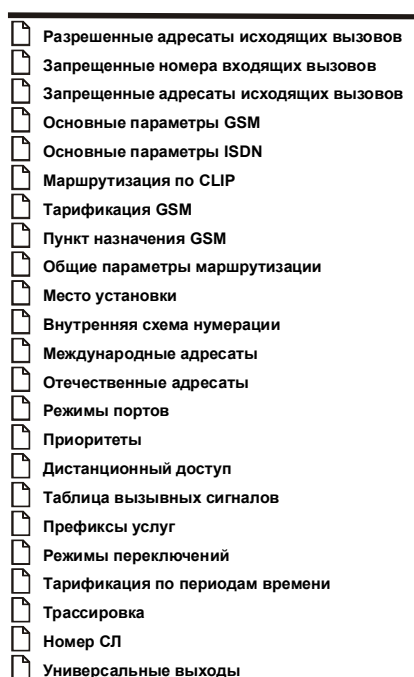 Разрешенные адресаты исходящих вызовов
Запрещенные номера входящих вызовов
Запрещенные адресаты исходящих вызовов
Основные параметры GSM
Основные параметры ISDN
Маршрутизация по CLIP
Тарификация GSM
Пункт назначения GSM
Общие параметры маршрутизации
Место установки
Внутренняя схема нумерации
Международные адресаты
Отечественные адресаты
Режимы портов
Приоритеты
Дистанционный доступ
Таблица вызывных сигналов
Префиксы услуг
Режимы переключений
Тарификация по периодам времени
Трассировка
Номер СЛ
Универсальные выходы